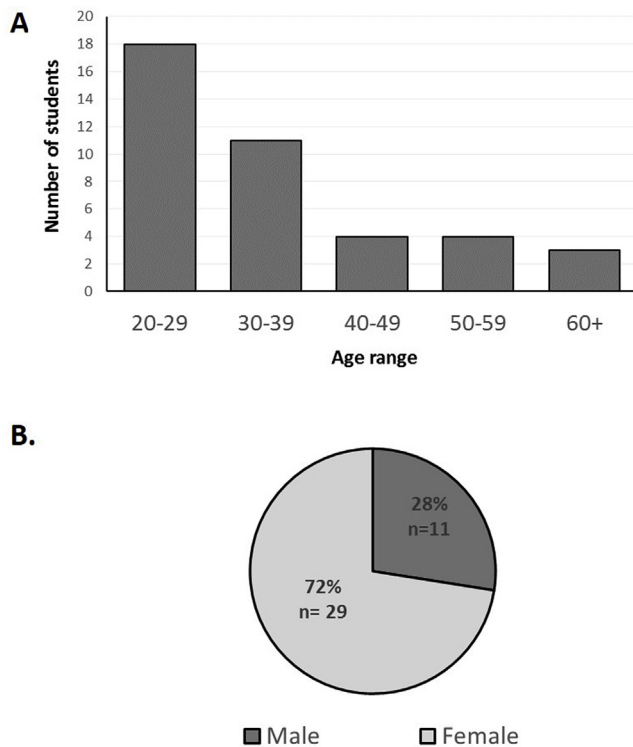 A
Number of students
20
18
16
14
12
10
8
6
4
2
0
20-29 30-39 40-49 50-59 60+
Age range
B.
28%
n=11
72%
n= 29
Male Female